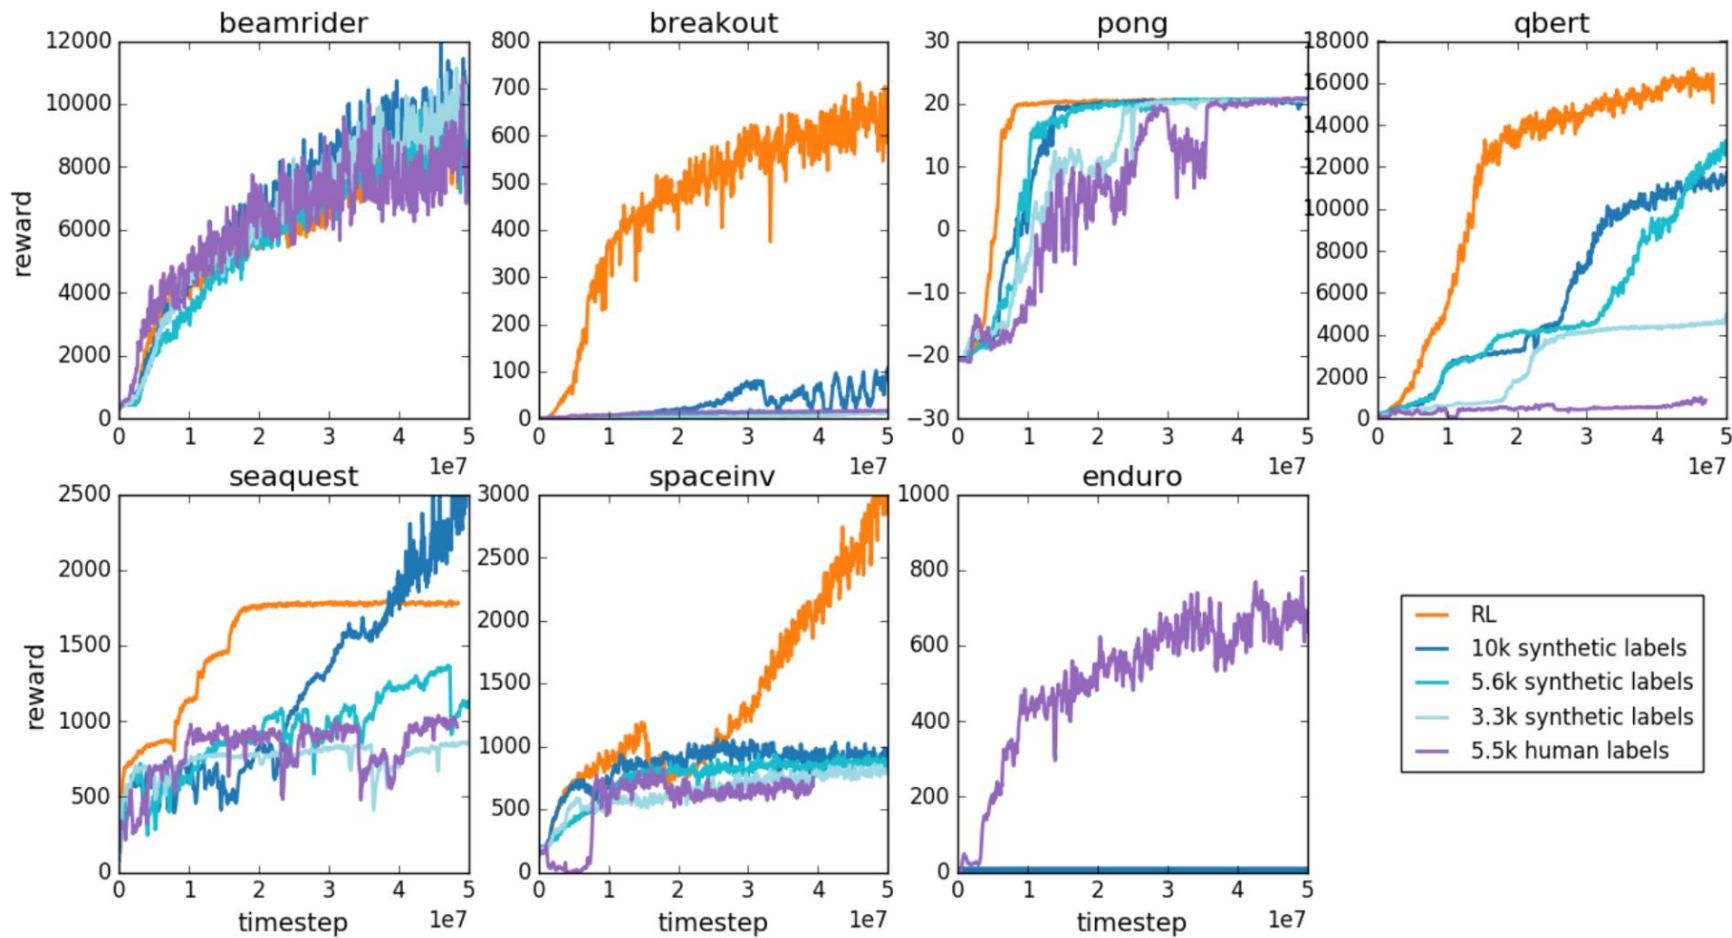 beamrider
breakout
pong
qbert
reward
12000
10000
8000
6000
4000
2000
0
0 1 2 3 4 5
1e7
800
700
600
500
400
300
200
100
0
0 1 2 3 4 5
1e7
30
20
10
0
−10
−20
−30
0 1 2 3 4 5
1e7
18000
16000
14000
12000
10000
8000
6000
4000
2000
0
0 1 2 3 4 5
1e7
seaquest
spaceinv
enduro
reward
2500
2000
1500
1000
500
0
0 1 2 3 4 5
timestep 1e7
3000
2500
2000
1500
1000
500
0
0 1 2 3 4 5
timestep 1e7
1000
800
600
400
200
0
0 1 2 3 4 5
timestep 1e7
RL
10k synthetic labels
5.6k synthetic labels
3.3k synthetic labels
5.5k human labels